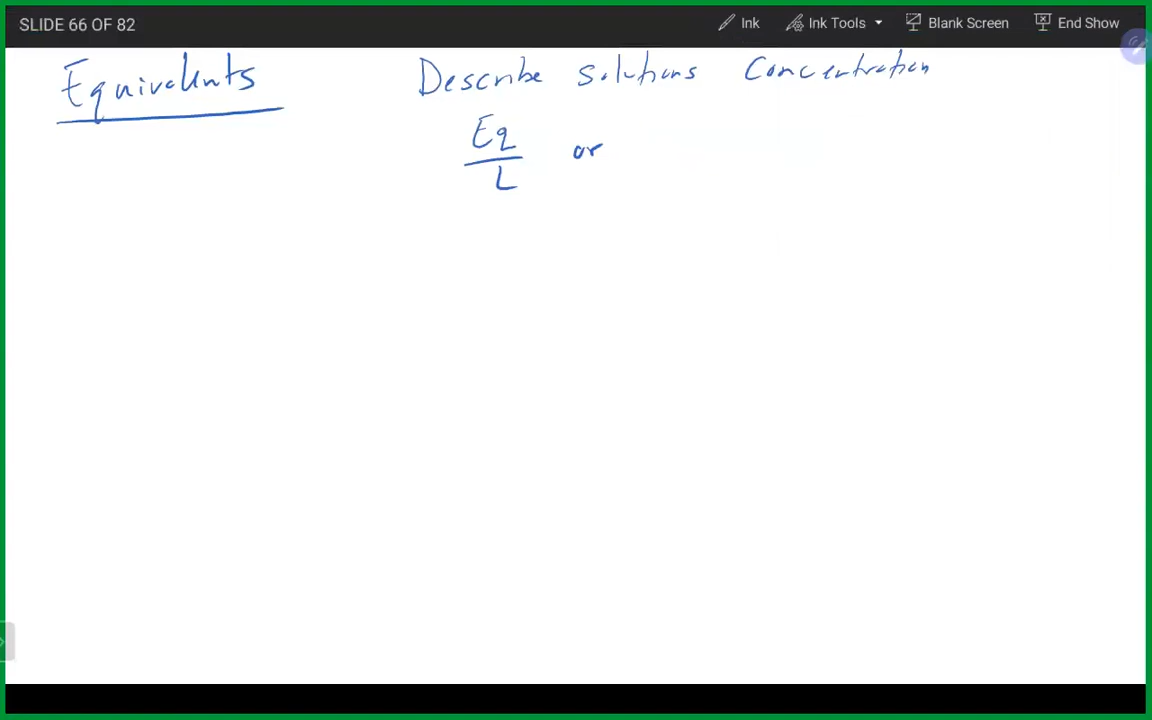 SLIDE 66 OF 82 Ink Ink Tools Blank Screen End Show
Equivalents Describe Solutions Concentration
Eq or
L